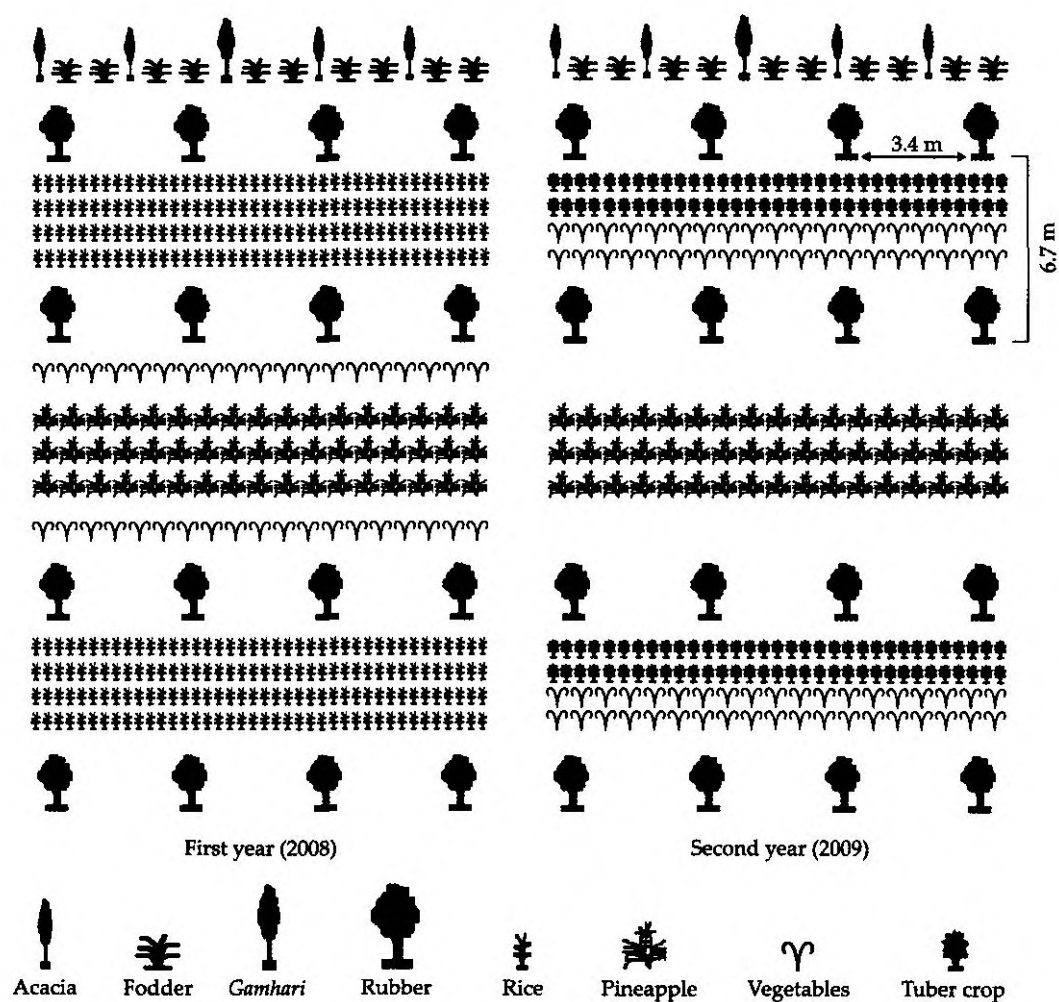 3.4 m
6.7 m
First year (2008)
Second year (2009)
Acacia
Fodder
Gamhari
Rubber
Rice
Pineapple
Vegetables
Tuber crop